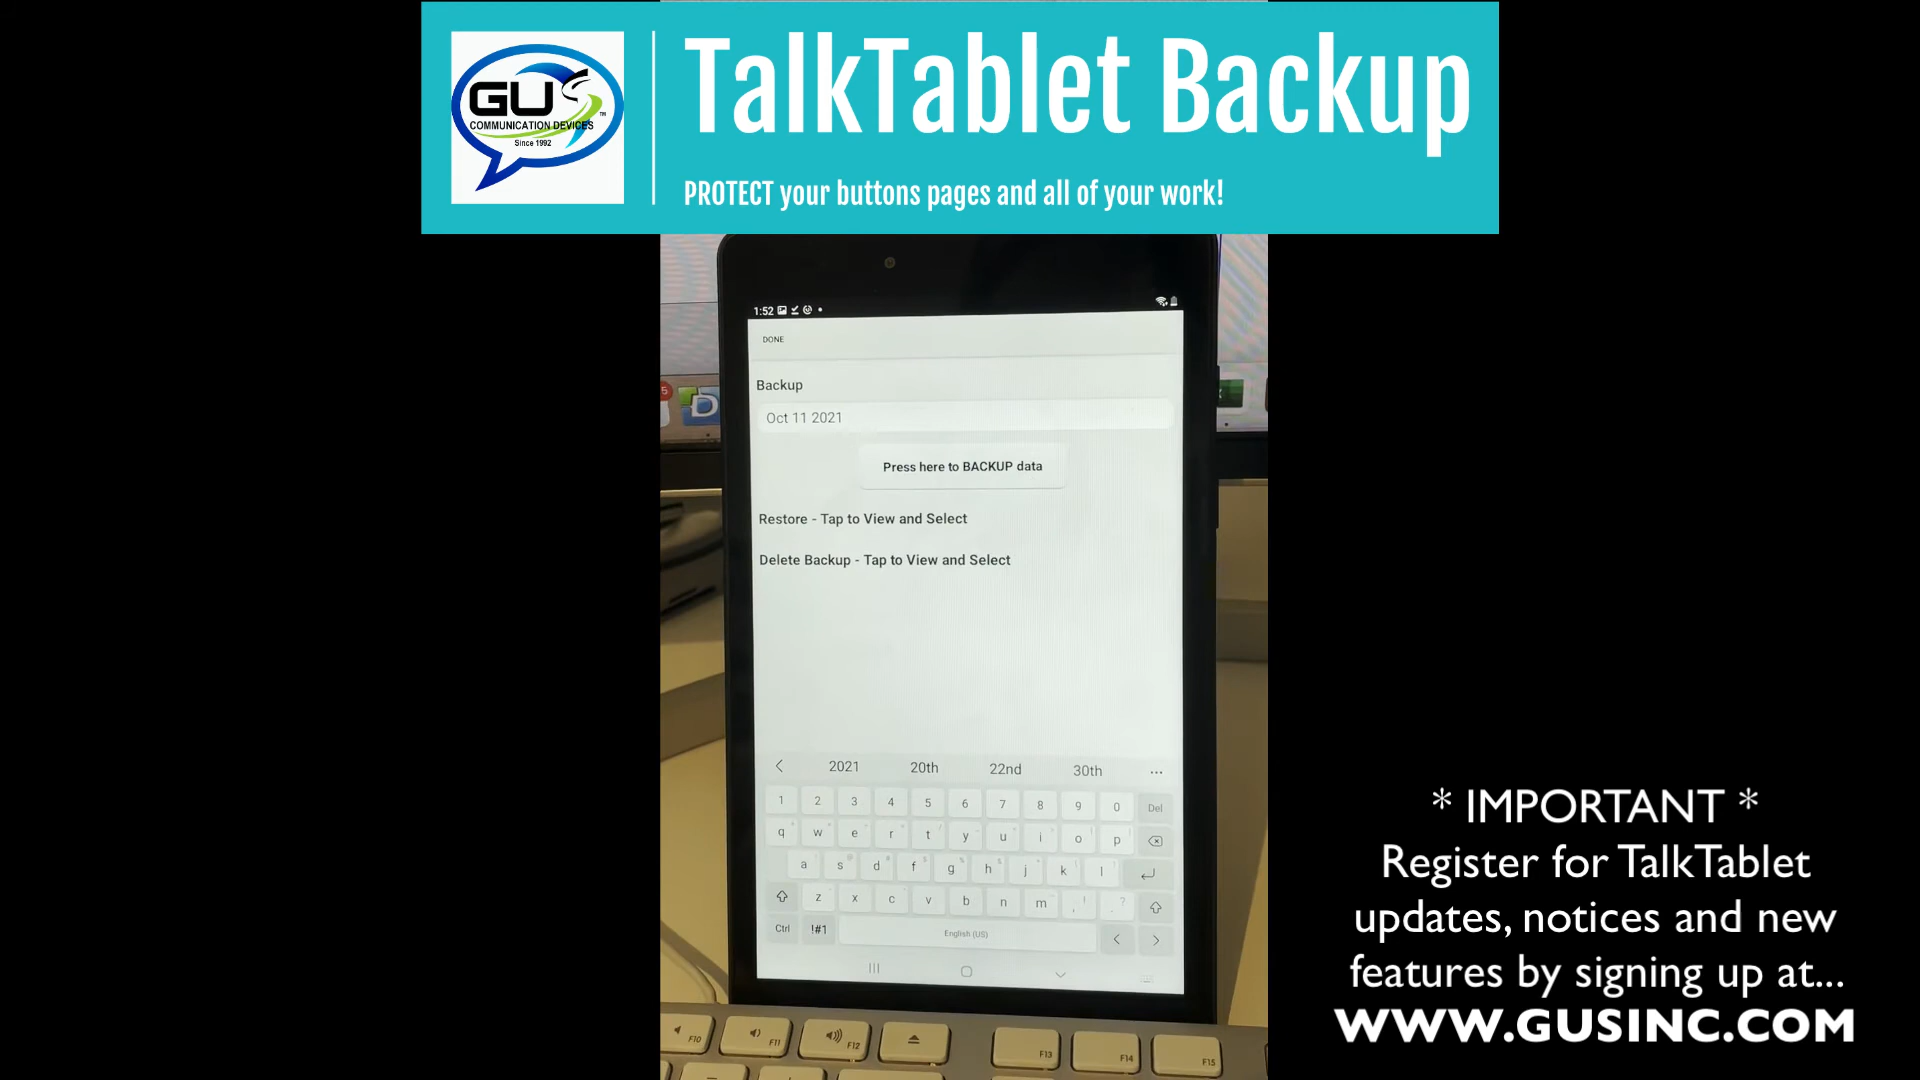 GUS
COMMUNICATION DEVICES™
Since 1992
TalkTablet Backup
PROTECT your buttons pages and all of your work!
1:52
DONE
Backup
Oct 11 2021
Press here to BACKUP data
Restore - Tap to View and Select
Delete Backup - Tap to View and Select
2021 20th 22nd 30th ...
1 2 3 4 5 6 7 8 9 0 Del
q w e r t y u i o p
a s d f g h j k l
z x c v b n m , ! . ?
Ctrl !#1 English (US) < >
F10 F11 F12 F13 F14 F15
* IMPORTANT *
Register for TalkTablet
updates, notices and new
features by signing up at...
WWW.GUSINC.COM